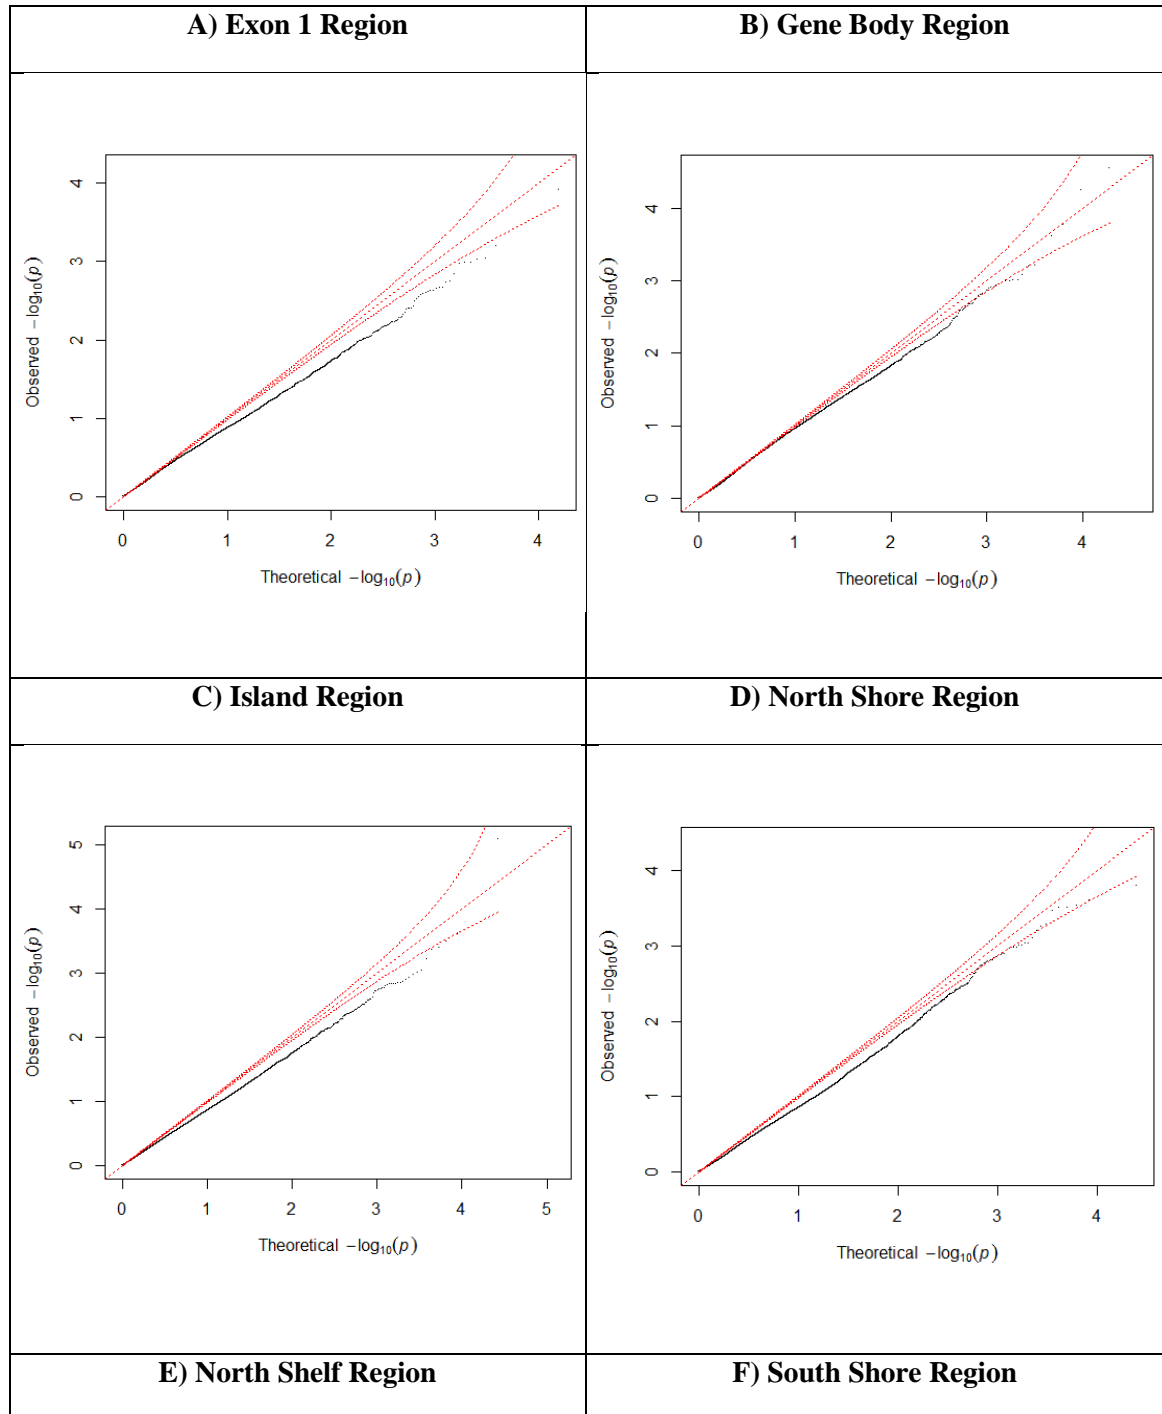 A) Exon 1 Region
B) Gene Body Region
4
3
2
1
0
Observed −log10(p)
0 1 2 3 4
Theoretical −log10(p)
4
3
2
1
0
Observed −log10(p)
0 1 2 3 4
Theoretical −log10(p)
C) Island Region
D) North Shore Region
5
4
3
2
1
0
Observed −log10(p)
0 1 2 3 4 5
Theoretical −log10(p)
4
3
2
1
0
Observed −log10(p)
0 1 2 3 4
Theoretical −log10(p)
E) North Shelf Region
F) South Shore Region